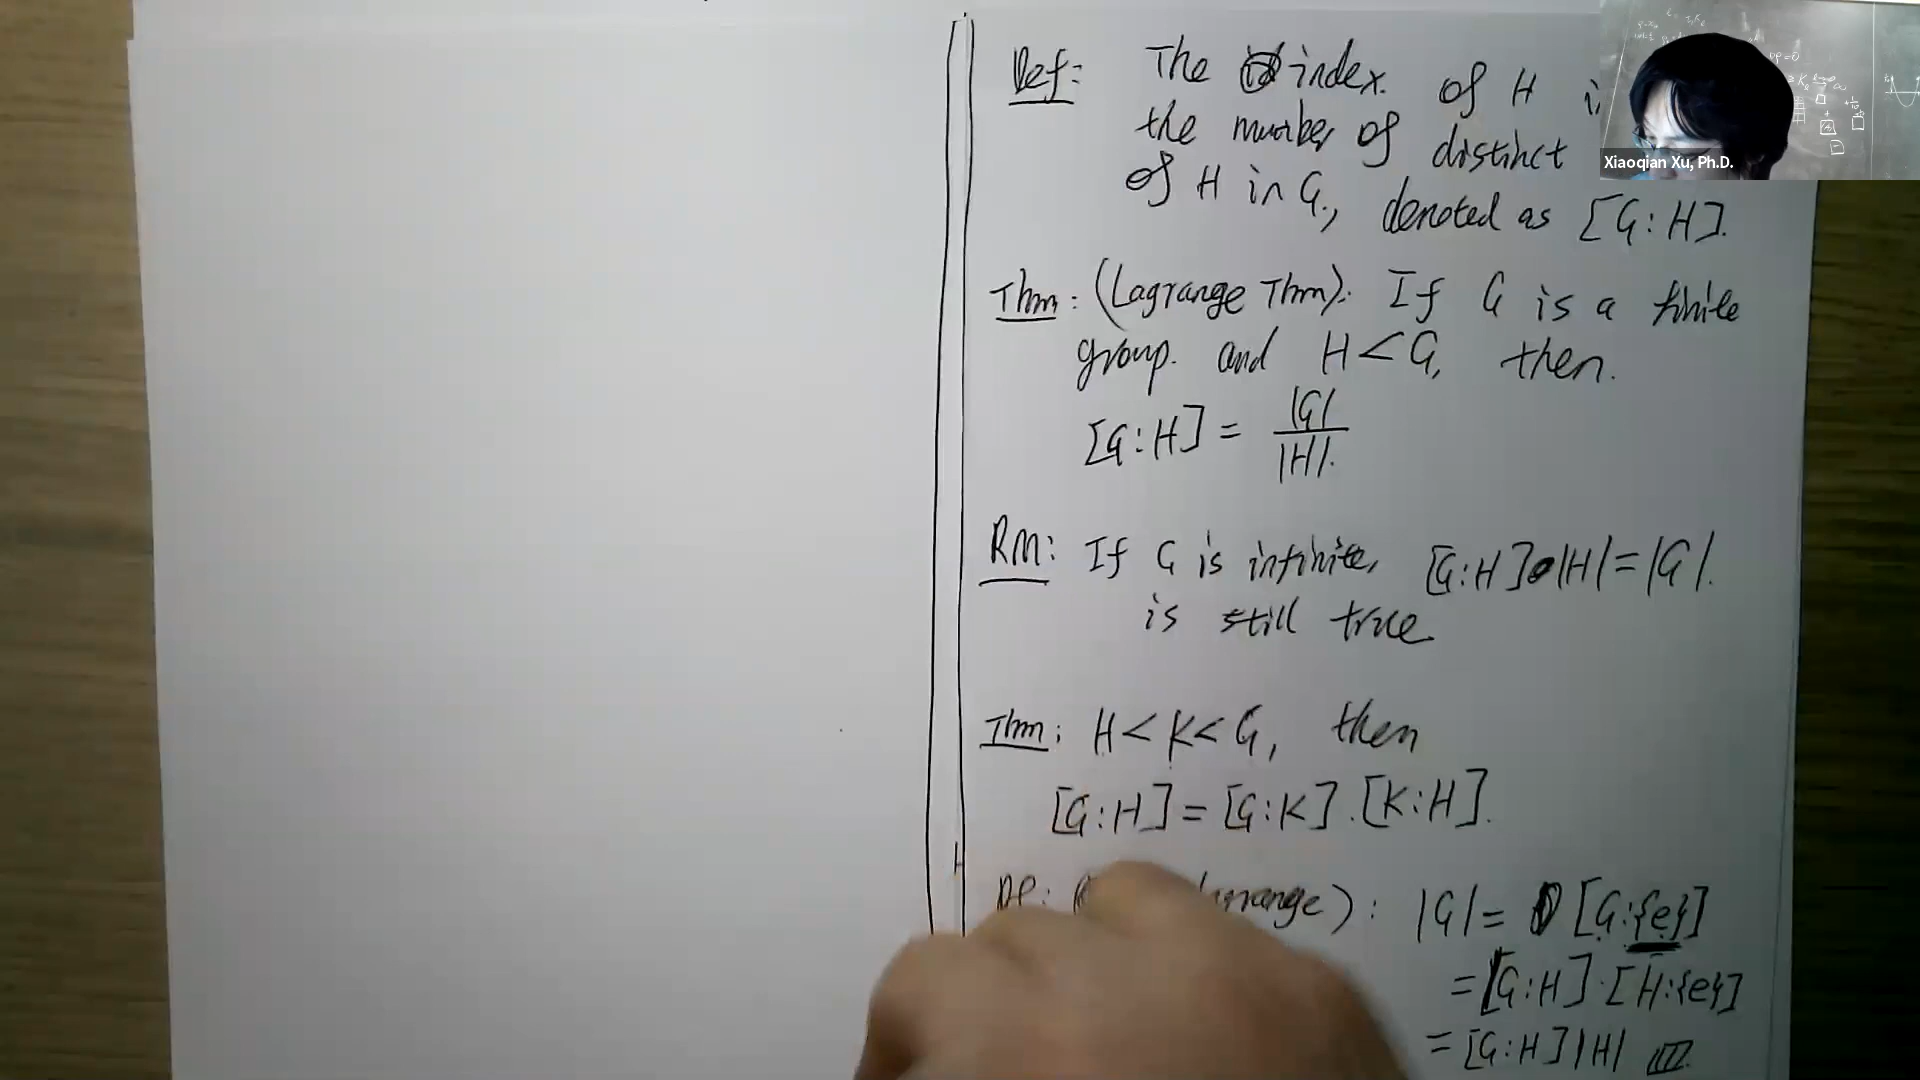 Def: The index of H
the number of distinct
of H in G, denoted as [G:H].
Thm: (Lagrange Thm). If G is a finite
group. and H<G, then.
[G:H] = |G|/|H|.
RM: If G is infinite, [G:H]•|H|=|G|.
is still true
Thm: H<K<G, then
[G:H]=[G:K].[K:H].
Pf: ): |G|= [G:{e}]
=[G:H]·[H:{e}]
=[G:H]|H|
Xiaoqian Xu, Ph.D.